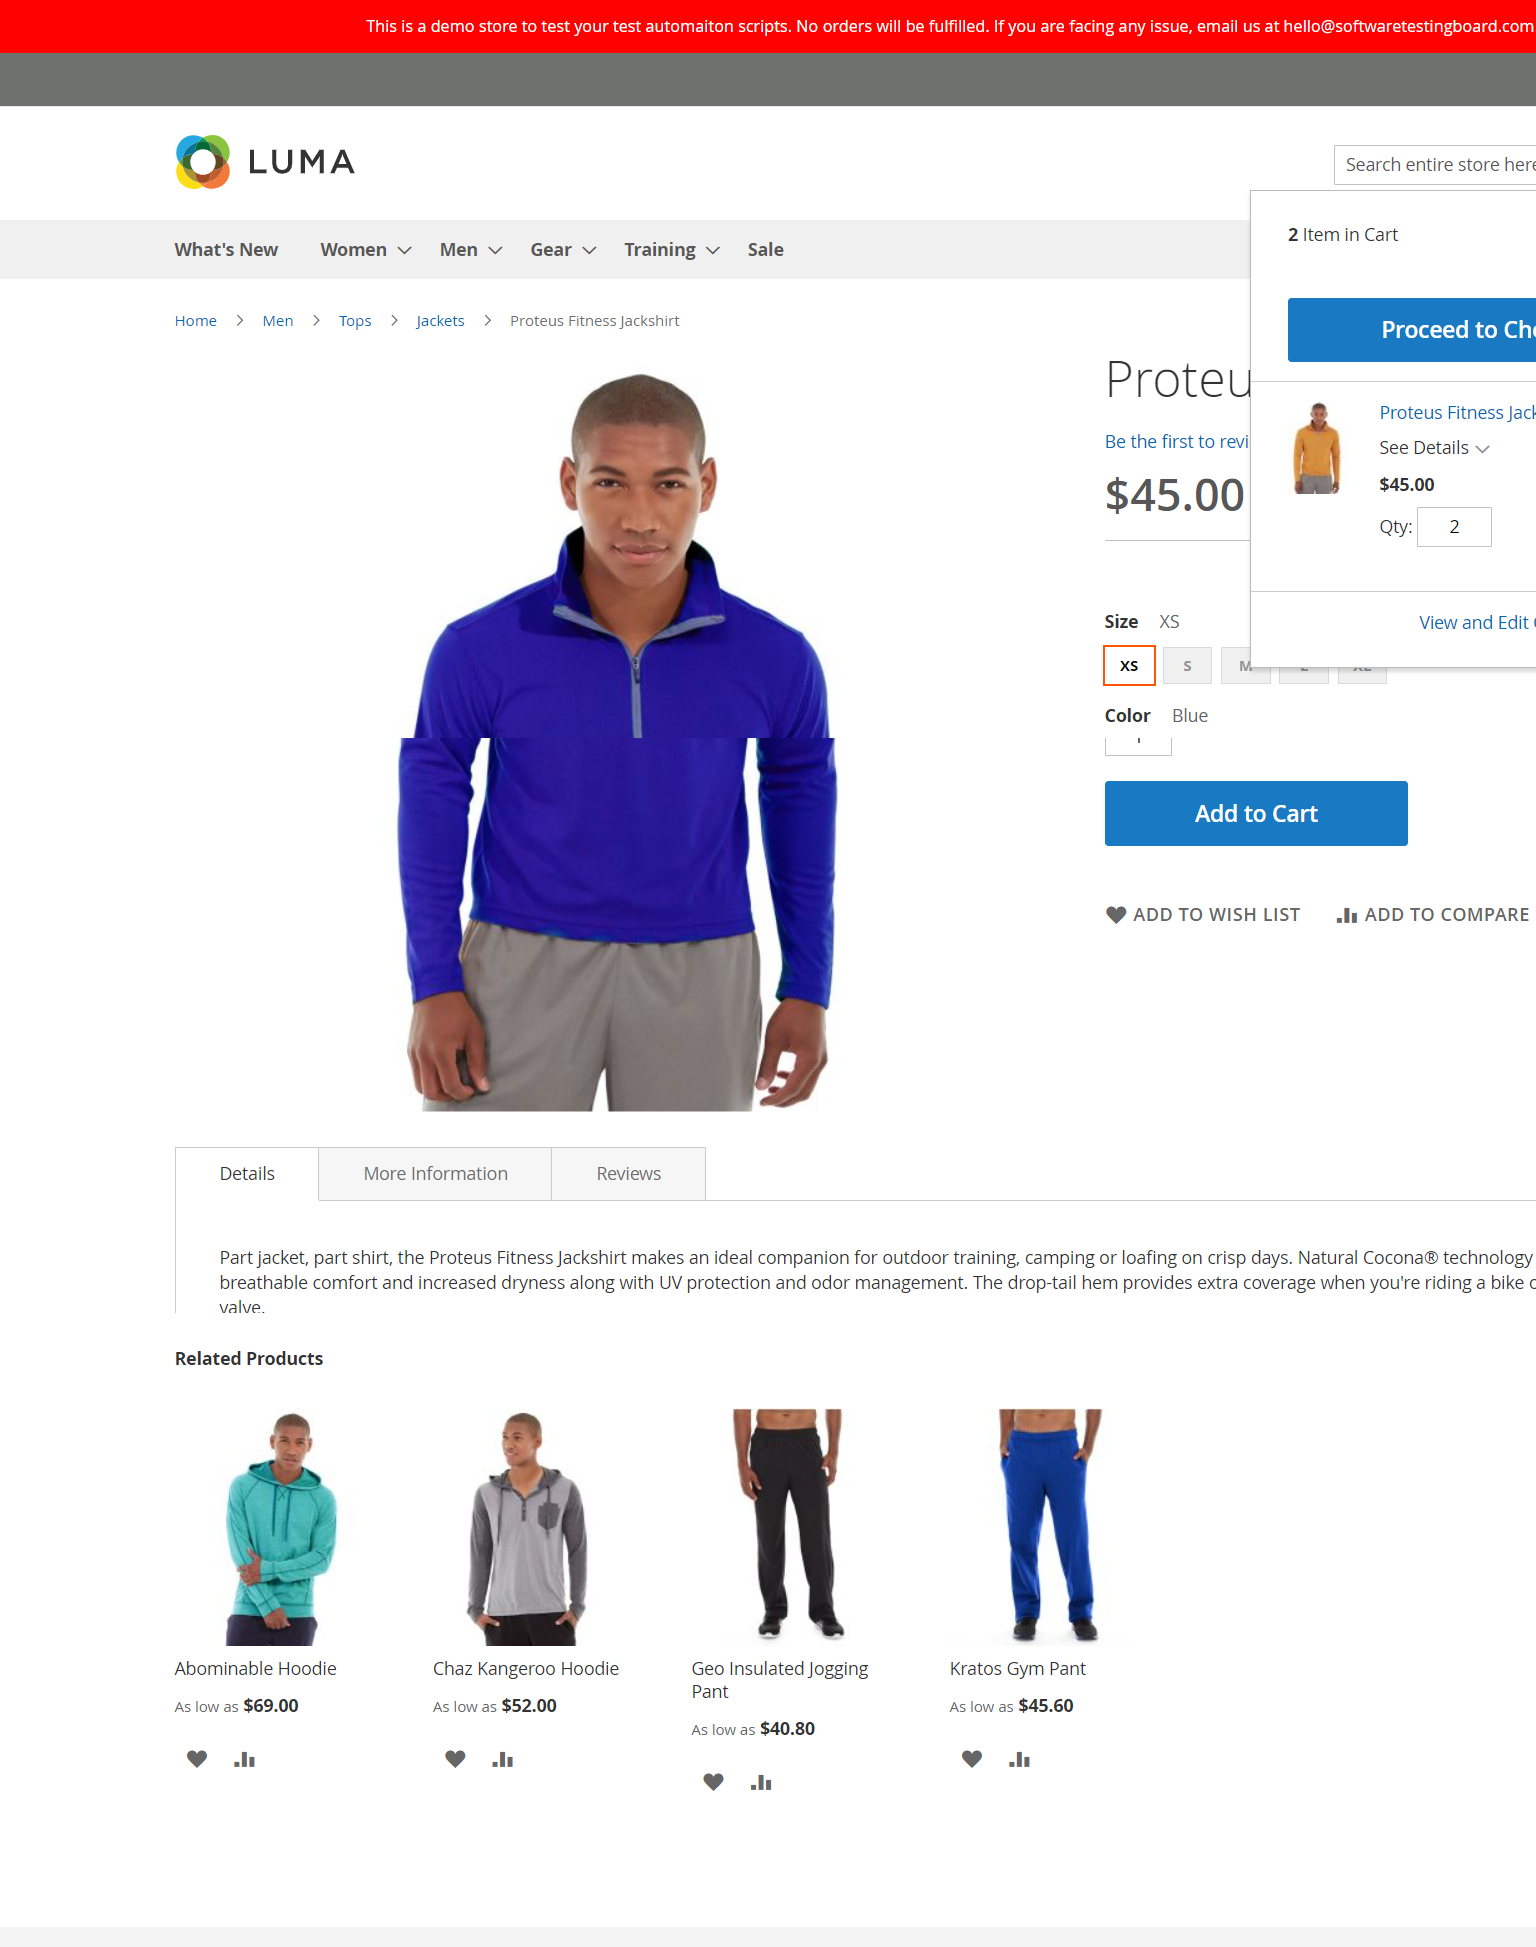 This is a demo store to test your test automaiton scripts. No orders will be fulfilled. If you are facing any issue, email us at hello@softwaretestingboard.com
LUMA
Search entire store here
2 Item in Cart
What's New Women Men Gear Training Sale
Proceed to
Home Men Tops Jackets Proteus Fitness Jackshirt
Proteus Fitness
See Details
$45.00
Qty: 2
View and Edit
Be the first to
$45.00
Size XS
XS S M
Color Blue
Add to Cart
ADD TO WISH LIST ADD TO COMPARE
Details More Information Reviews
Part jacket, part shirt, the Proteus Fitness Jackshirt makes an ideal companion for outdoor training, camping or loafing on crisp days. Natural Cocona® technology
breathable comfort and increased dryness along with UV protection and odor management. The drop-tail hem provides extra coverage when you're riding a bike
valve.
Related Products
Abominable Hoodie
As low as $69.00
Chaz Kangeroo Hoodie
As low as $52.00
Geo Insulated Jogging
Pant
As low as $40.80
Kratos Gym Pant
As low as $45.60